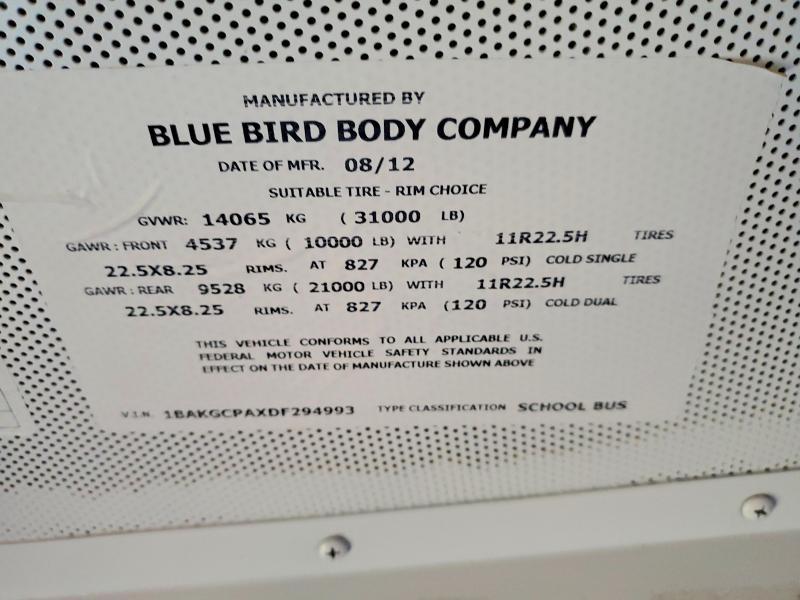 MANUFACTURED BY
BLUE BIRD BODY COMPANY
DATE OF MFR. 08/12
SUITABLE TIRE - RIM CHOICE
GVWR: 14065 KG ( 31000 LB)
GAWR : FRONT 4537 KG ( 10000 LB) WITH 11R22.5H TIRES
22.5X8.25 RIMS. AT 827 KPA ( 120 PSI) COLD SINGLE
GAWR : REAR 9528 KG ( 21000 LB) WITH 11R22.5H TIRES
22.5X8.25 RIMS. AT 827 KPA (120 PSI) COLD DUAL
THIS VEHICLE CONFORMS TO ALL APPLICABLE U.S.
FEDERAL MOTOR VEHICLE SAFETY STANDARDS IN
EFFECT ON THE DATE OF MANUFACTURE SHOWN ABOVE
V.I.N. 1BAKGCPAXDF294993 TYPE CLASSIFICATION SCHOOL BUS